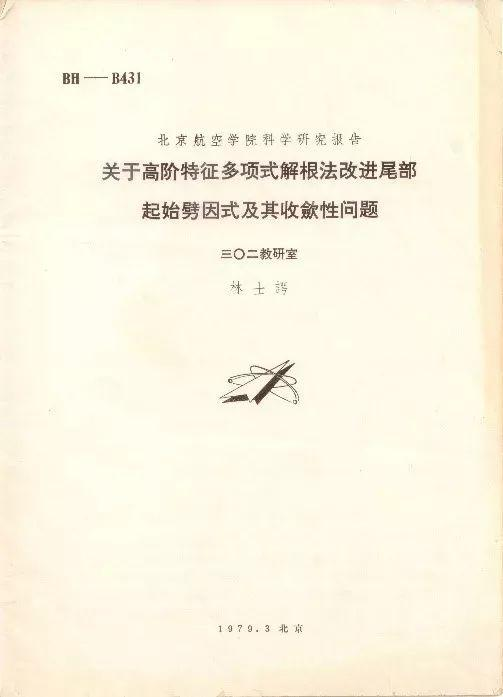 BH——B431
北京航空学院科学研究报告
关于高阶特征多项式解根法改进尾部
起始劈因式及其收歛性问题
三〇二教研室
林士谔
1979.3 北京